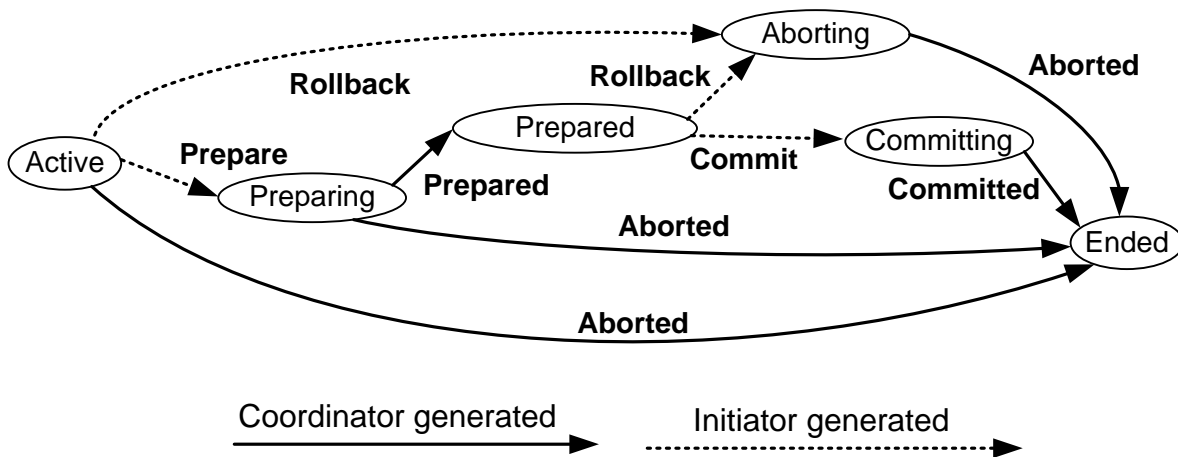 Aborting
Aborted
Rollback
Rollback
Prepared
Committing
Active
Prepare
Commit
Preparing
Prepared
Committed
Aborted
Ended
Aborted
Coordinator generated
Initiator generated